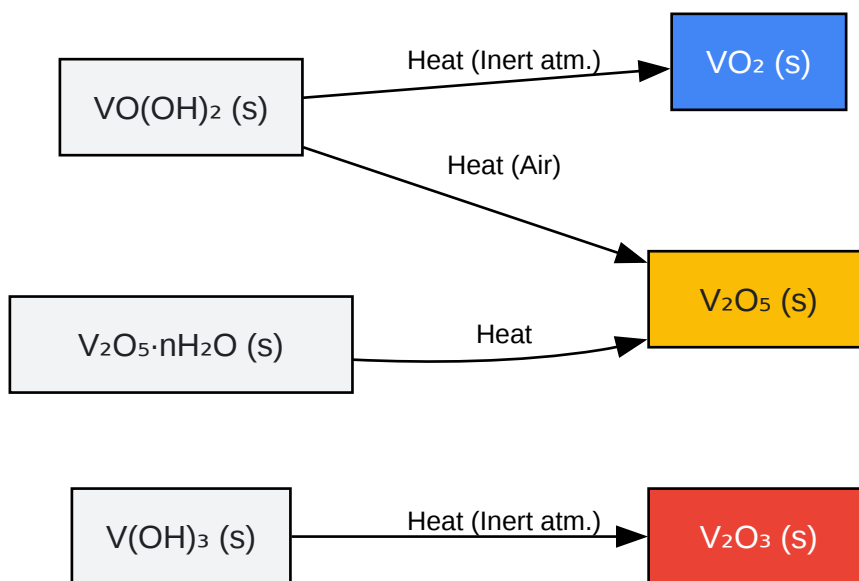 Heat (Inert atm.)
VO₂ (s)
VO(OH)₂ (s)
Heat (Air)
V₂O₅ (s)
V₂O₅·nH₂O (s)
Heat
V(OH)₃ (s)
Heat (Inert atm.)
V₂O₃ (s)